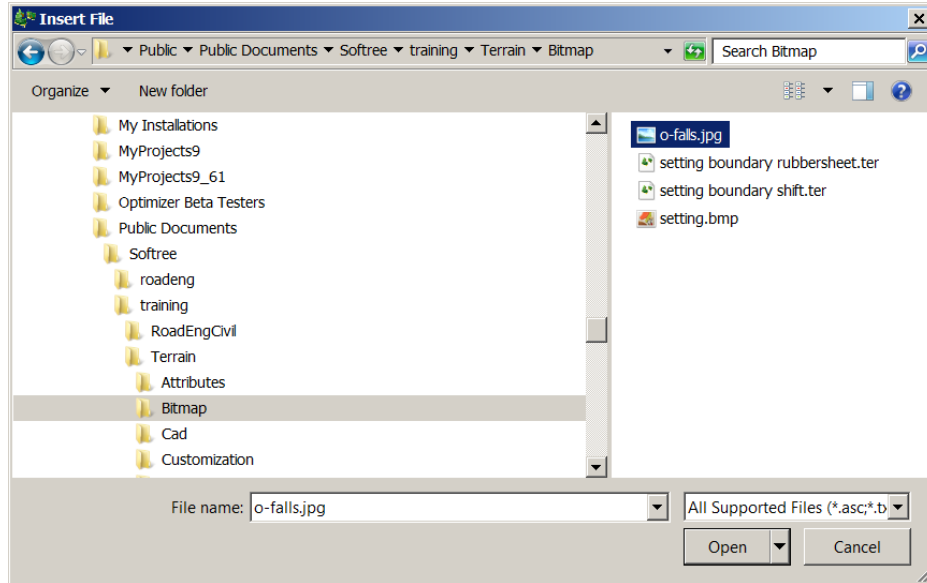 Insert File
Public Public Documents Softree training Terrain Bitmap
Search Bitmap
Organize
New folder
My Installations
MyProjects9
MyProjects9_61
Optimizer Beta Testers
Public Documents
Softree
roadeng
training
RoadEngCivil
Terrain
Attributes
Bitmap
Cad
Customization
o-falls.jpg
setting boundary rubbersheet.ter
setting boundary shift.ter
setting.bmp
File name: o-falls.jpg
All Supported Files (*.asc;*.t
Open
Cancel